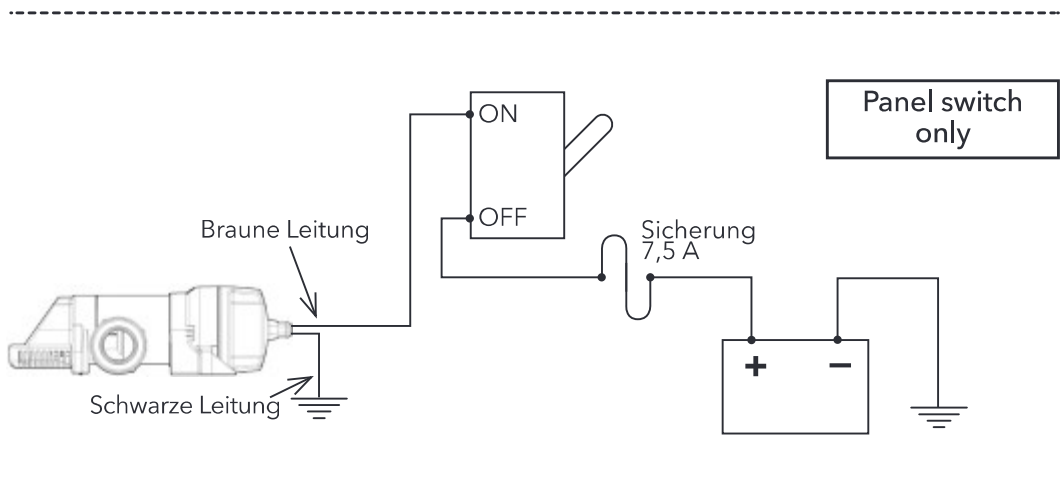 ON
Panel switch
only
OFF
Braune Leitung
Sicherung
7,5 A
+ −
Schwarze Leitung